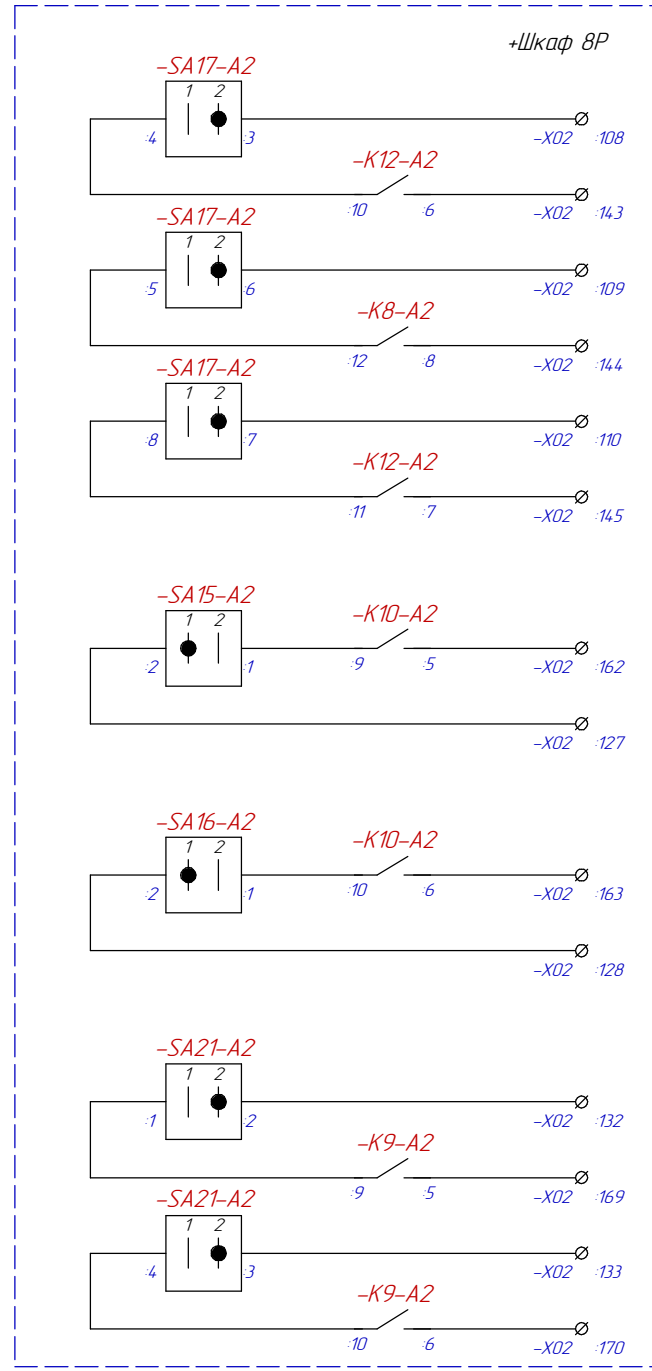 +Шкаф 8Р
-SA17-A2
1 2
:4 :3 -X02 :108
-K12-A2
:10 :6 -X02 :143
-SA17-A2
1 2
:5 :6 -X02 :109
-K8-A2
:12 :8 -X02 :144
-SA17-A2
1 2
:8 :7 -X02 :110
-K12-A2
:11 :7 -X02 :145
-SA15-A2
1 2
-K10-A2
:2 :1 :9 :5 -X02 :162
-X02 :127
-SA16-A2
1 2
-K10-A2
:2 :1 :10 :6 -X02 :163
-X02 :128
-SA21-A2
1 2
:1 :2 -X02 :132
-K9-A2
:9 :5 -X02 :169
-SA21-A2
1 2
:4 :3 -X02 :133
-K9-A2
:10 :6 -X02 :170